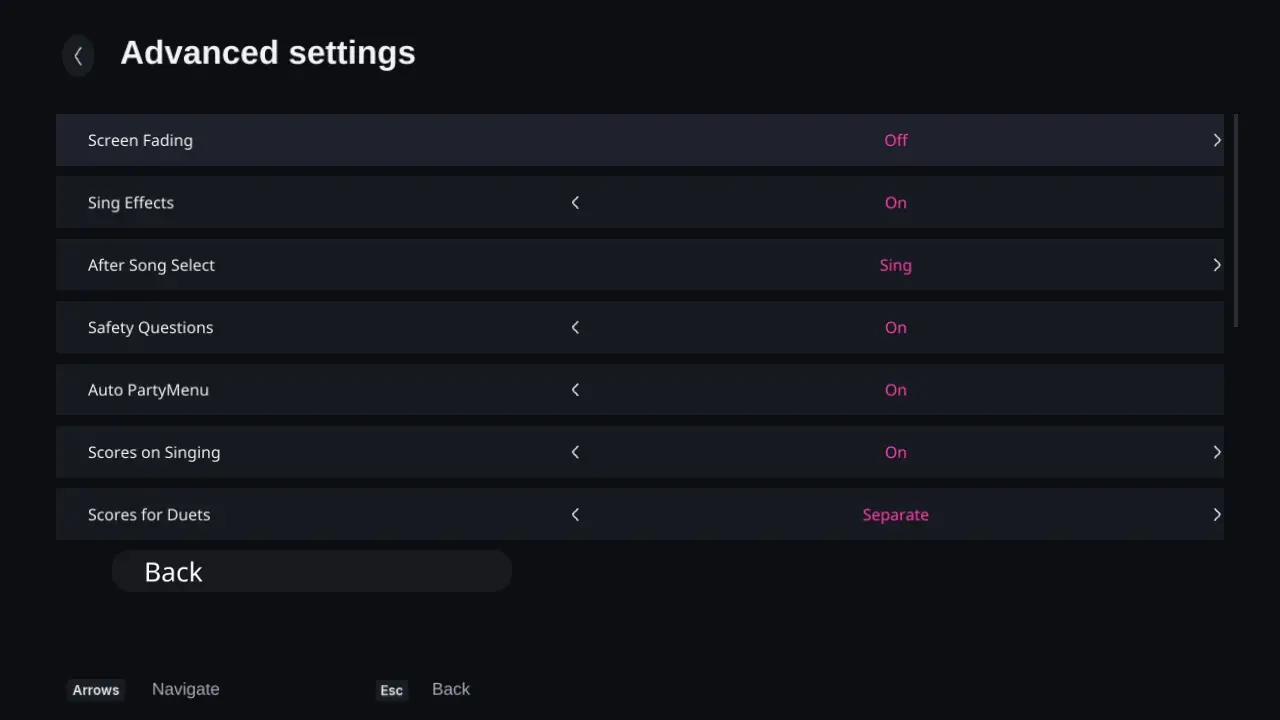 Advanced settings
Screen Fading Off
Sing Effects On
After Song Select Sing
Safety Questions On
Auto PartyMenu On
Scores on Singing On
Scores for Duets Separate
Back
Arrows Navigate Esc Back